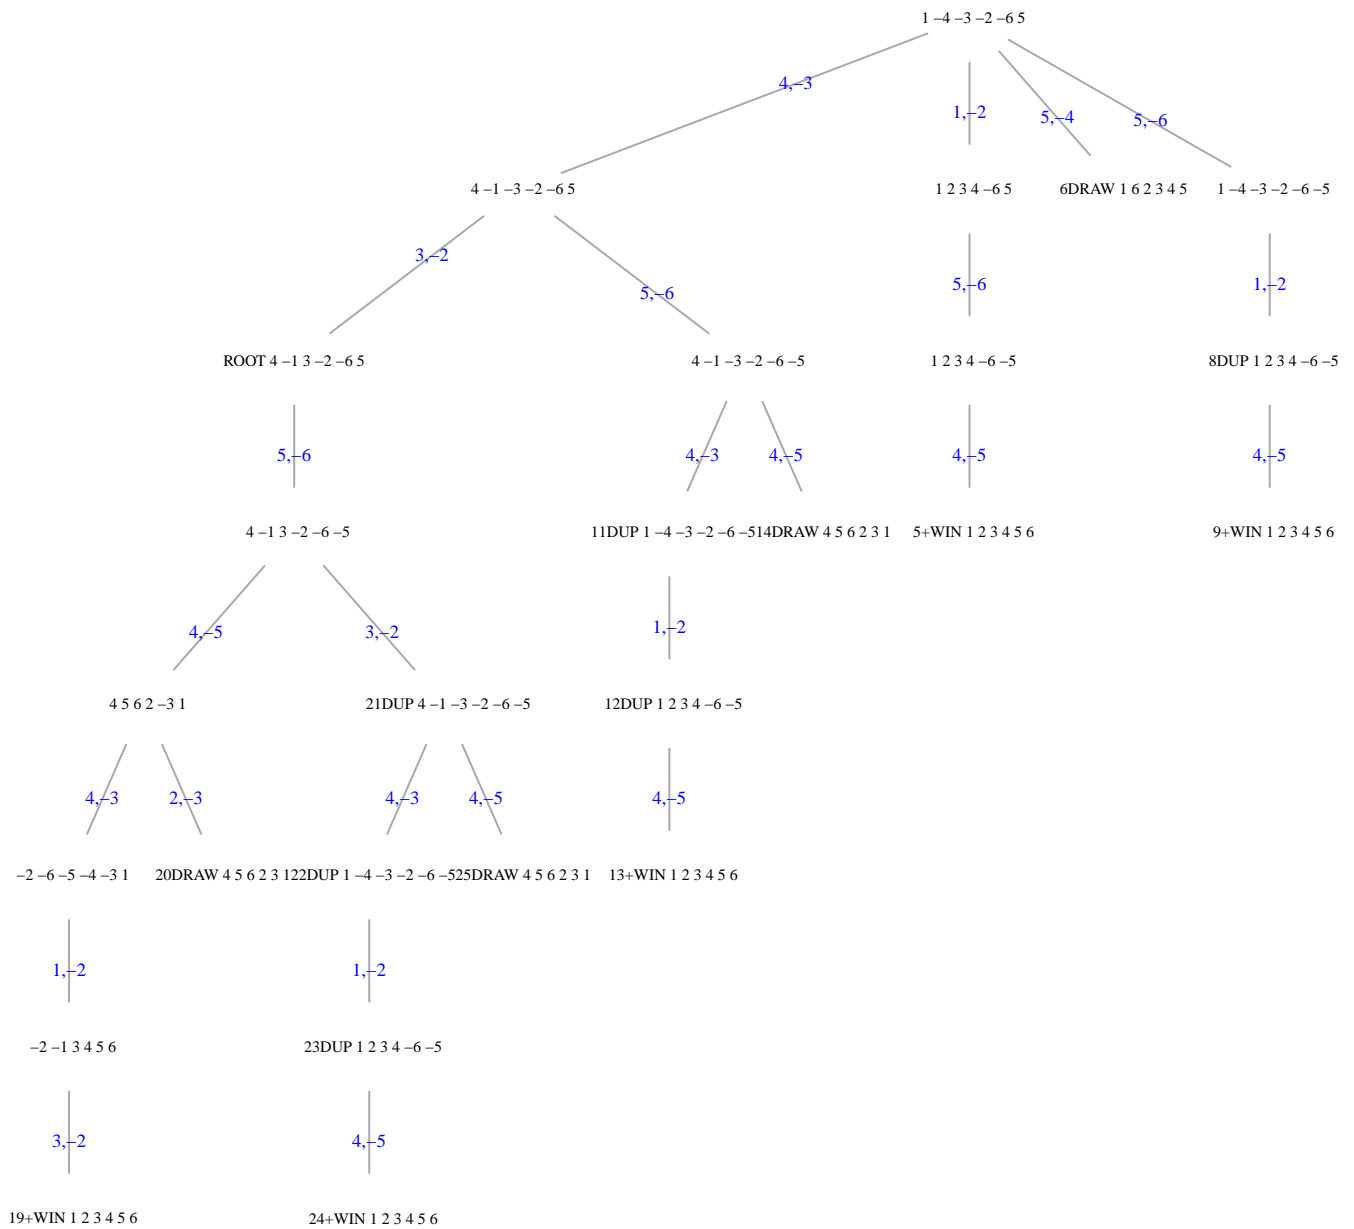 1 –4 –3 –2 –6 5
4,–3
1,–2
5,–4
5,–6
4 –1 –3 –2 –6 5
1 2 3 4 –6 5
6DRAW 1 6 2 3 4 5
1 –4 –3 –2 –6 –5
3,–2
5,–6
5,–6
1,–2
ROOT 4 –1 3 –2 –6 5
4 –1 –3 –2 –6 –5
1 2 3 4 –6 –5
8DUP 1 2 3 4 –6 –5
5,–6
4,–3
4,–5
4,–5
4,–5
4 –1 3 –2 –6 –5
11DUP 1 –4 –3 –2 –6 –5
14DRAW 4 5 6 2 3 1
5+WIN 1 2 3 4 5 6
9+WIN 1 2 3 4 5 6
4,–5
3,–2
1,–2
4 5 6 2 –3 1
21DUP 4 –1 –3 –2 –6 –5
12DUP 1 2 3 4 –6 –5
4,–3
2,–3
4,–3
4,–5
4,–5
–2 –6 –5 –4 –3 1
20DRAW 4 5 6 2 3 1
22DUP 1 –4 –3 –2 –6 –5
25DRAW 4 5 6 2 3 1
13+WIN 1 2 3 4 5 6
1,–2
1,–2
–2 –1 3 4 5 6
23DUP 1 2 3 4 –6 –5
3,–2
4,–5
19+WIN 1 2 3 4 5 6
24+WIN 1 2 3 4 5 6